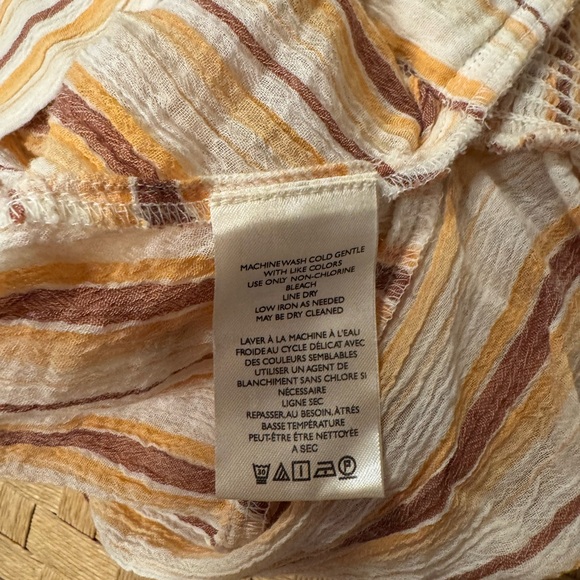 MACHINE WASH COLD GENTLE
WITH LIKE COLORS
USE ONLY NON-CHLORINE
BLEACH
LINE DRY
LOW IRON AS NEEDED
MAY BE DRY CLEANED
LAVER À LA MACHINE À L'EAU
FROIDE AU CYCLE DÉLICAT AVEC
DES COULEURS SEMBLABLES
UTILISER UN AGENT DE
BLANCHIMENT SANS CHLORE SI
NÉCESSAIRE
LIGNE SEC
REPASSER, AU BESOIN, À TRÈS
BASSE TEMPÉRATURE
PEUT-ÊTRE ÊTRE NETTOYÉE
A SEC
30 P